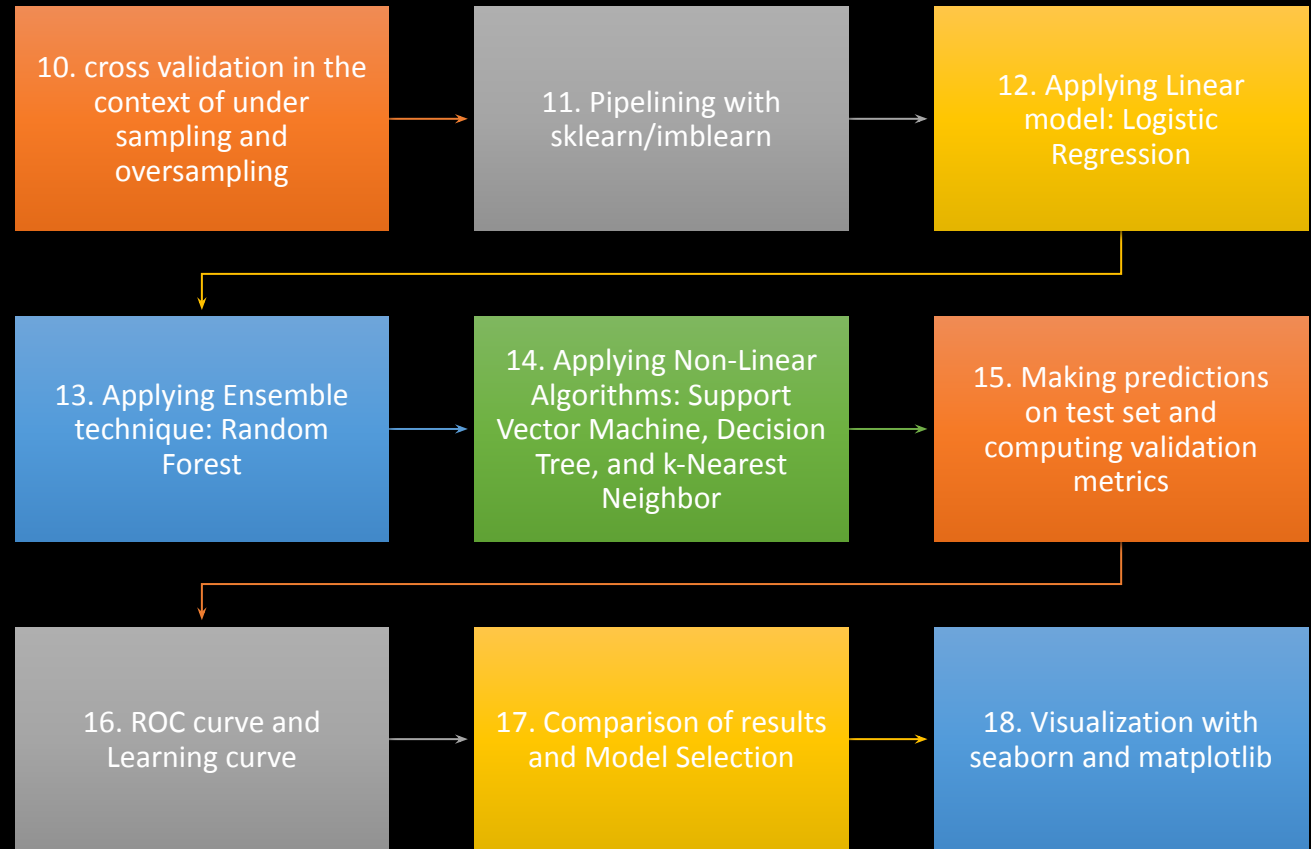 10. cross validation in the
context of under
sampling and
oversampling
11. Pipelining with
sklearn/imblearn
12. Applying Linear
model: Logistic
Regression
13. Applying Ensemble
technique: Random
Forest
14. Applying Non-Linear
Algorithms: Support
Vector Machine, Decision
Tree, and k-Nearest
Neighbor
15. Making predictions
on test set and
computing validation
metrics
16. ROC curve and
Learning curve
17. Comparison of results
and Model Selection
18. Visualization with
seaborn and matplotlib